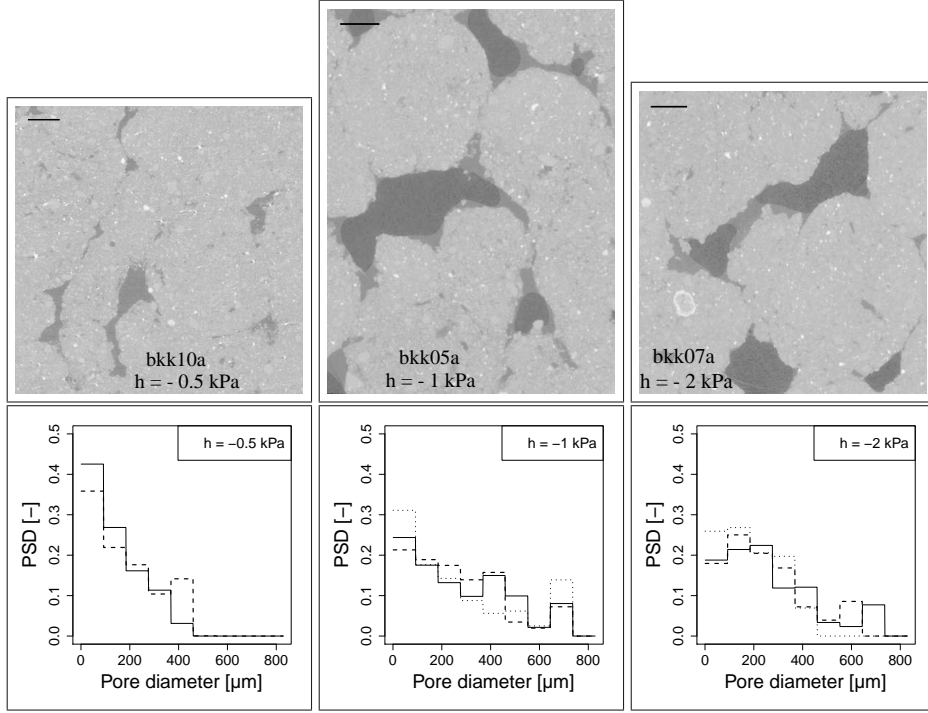 bkk10a
h = - 0.5 kPa
bkk05a
h = - 1 kPa
bkk07a
h = - 2 kPa
h = −0.5 kPa
PSD [−]
0.0 0.1 0.2 0.3 0.4 0.5
0 200 400 600 800
Pore diameter [µm]
h = −1 kPa
PSD [−]
0.0 0.1 0.2 0.3 0.4 0.5
0 200 400 600 800
Pore diameter [µm]
h = −2 kPa
PSD [−]
0.0 0.1 0.2 0.3 0.4 0.5
0 200 400 600 800
Pore diameter [µm]